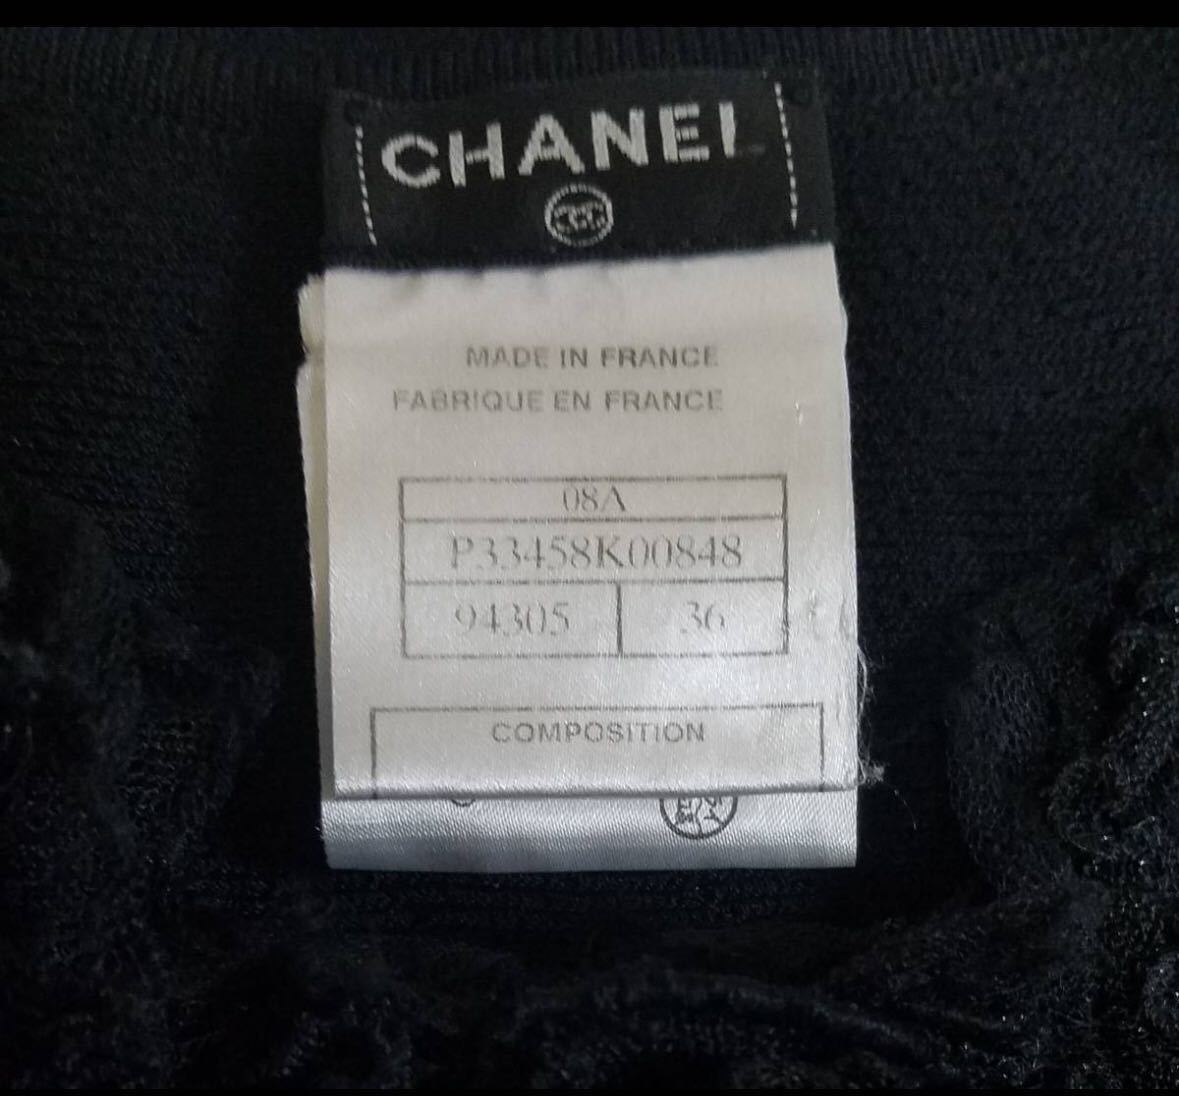 CHANEL
MADE IN FRANCE
FABRIQUE EN FRANCE
08A
P33458K00848
94305 36
COMPOSITION